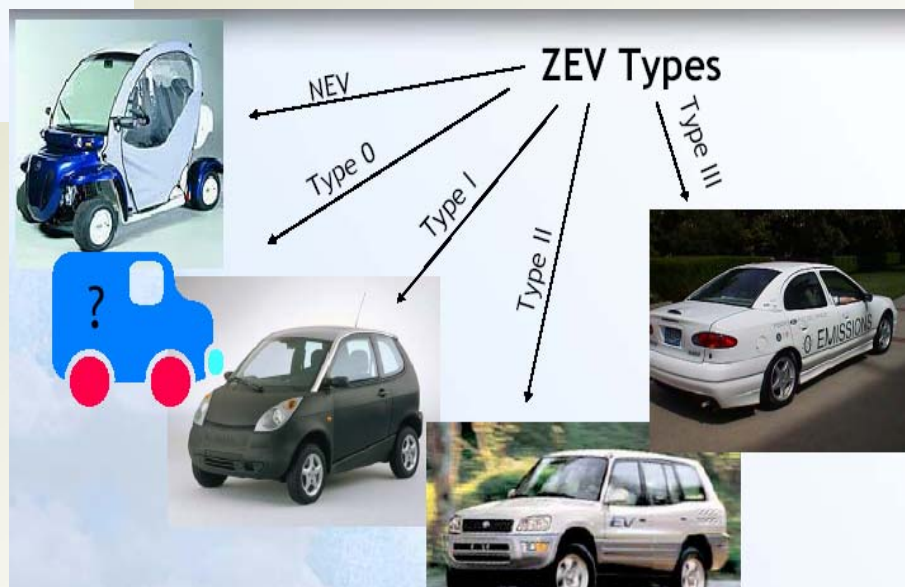 ZEV Types
NEV
Type 0
Type I
Type II
Type III
?
0 EMISSIONS
EV